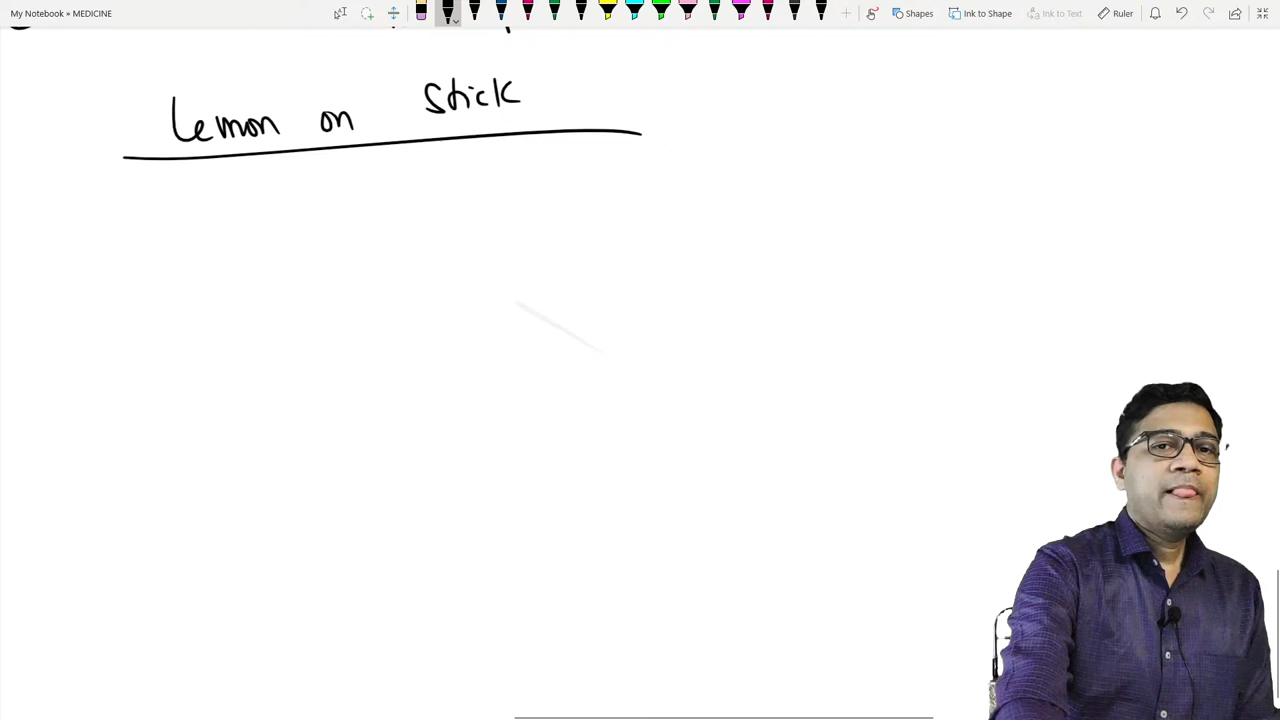 My Notebook » MEDICINE
Shapes
Ink to Shape
Ink to Text
Ruler
Lemon on Stick